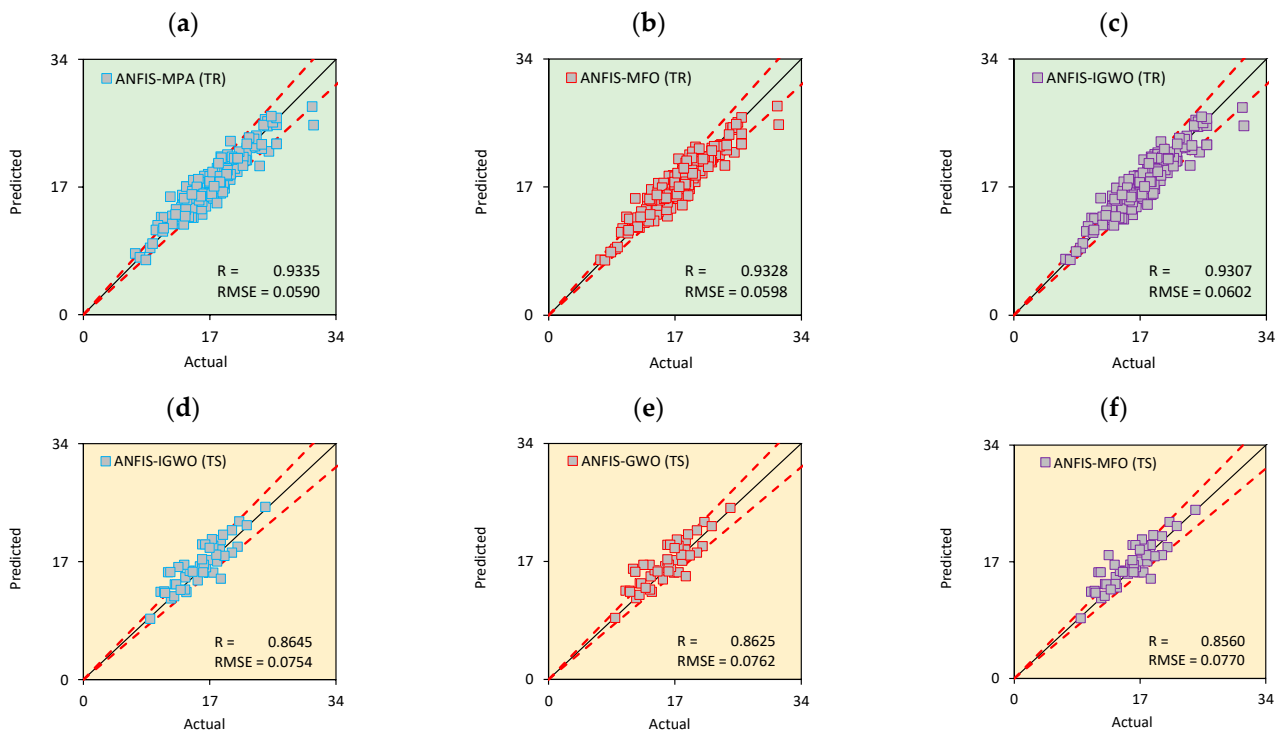 (a)
34
ANFIS-MPA (TR)
Predicted
17
R = 0.9335
RMSE = 0.0590
0
0 17 34
Actual
(b)
34
ANFIS-MFO (TR)
Predicted
17
R = 0.9328
RMSE = 0.0598
0
0 17 34
Actual
(c)
34
ANFIS-IGWO (TR)
Predicted
17
R = 0.9307
RMSE = 0.0602
0
0 17 34
Actual
(d)
34
ANFIS-IGWO (TS)
Predicted
17
R = 0.8645
RMSE = 0.0754
0
0 17 34
Actual
(e)
34
ANFIS-GWO (TS)
Predicted
17
R = 0.8625
RMSE = 0.0762
0
0 17 34
Actual
(f)
34
ANFIS-MFO (TS)
Predicted
17
R = 0.8560
RMSE = 0.0770
0
0 17 34
Actual